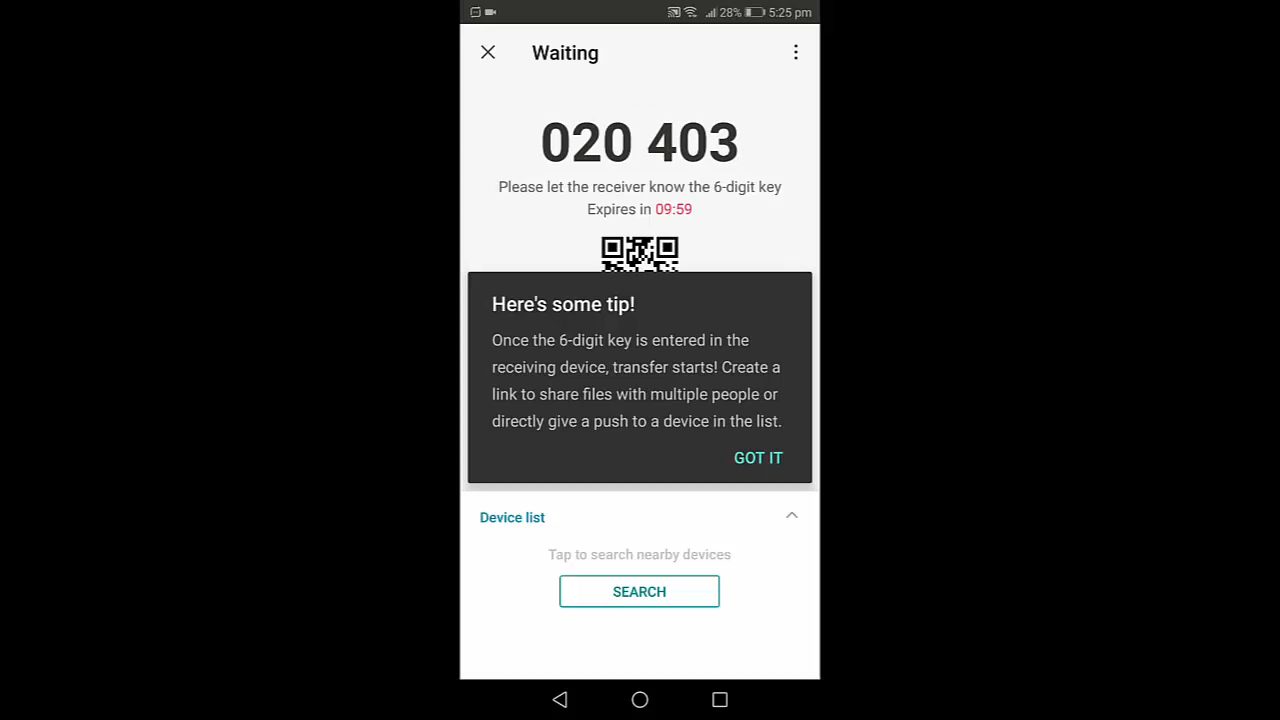 28% 5:25 pm
Waiting
020 403
Please let the receiver know the 6-digit key
Expires in 09:59
Here's some tip!
Once the 6-digit key is entered in the
receiving device, transfer starts! Create a
link to share files with multiple people or
directly give a push to a device in the list.
GOT IT
Device list
Tap to search nearby devices
SEARCH